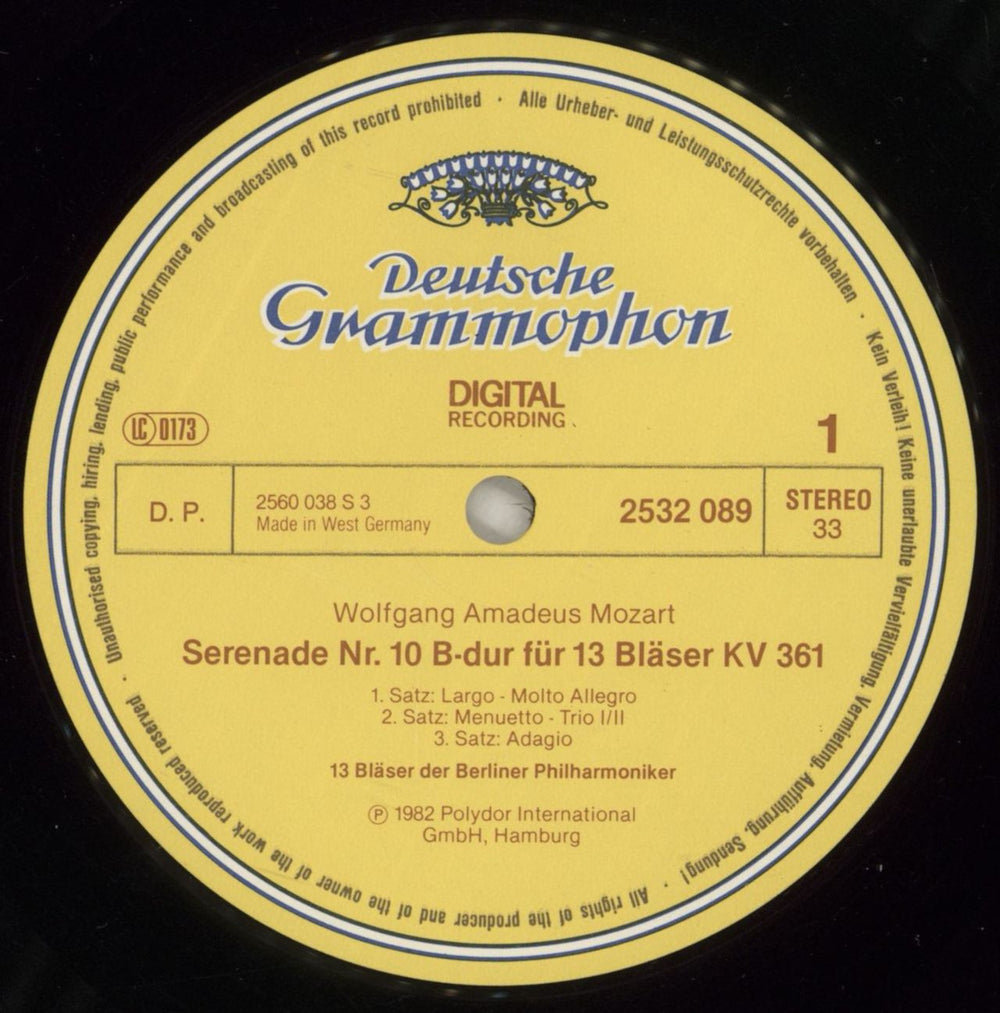 Unauthorised copying, hiring, lending, public performance and broadcasting of this record prohibited · Alle Urheber- und Leistungsschutzrechte vorbehalten · Kein Verleih! Keine unerlaubte Vervielfältigung, Vermietung, Aufführung, Sendung! · All rights of the producer and of the owner of the work reproduced reserved ·
Deutsche
Grammophon
DIGITAL
RECORDING
LC 0173
1
D. P.
2560 038 S 3
Made in West Germany
2532 089
STEREO
33
Wolfgang Amadeus Mozart
Serenade Nr. 10 B-dur für 13 Bläser KV 361
1. Satz: Largo - Molto Allegro
2. Satz: Menuetto - Trio I/II
3. Satz: Adagio
13 Bläser der Berliner Philharmoniker
Ⓟ 1982 Polydor International
GmbH, Hamburg